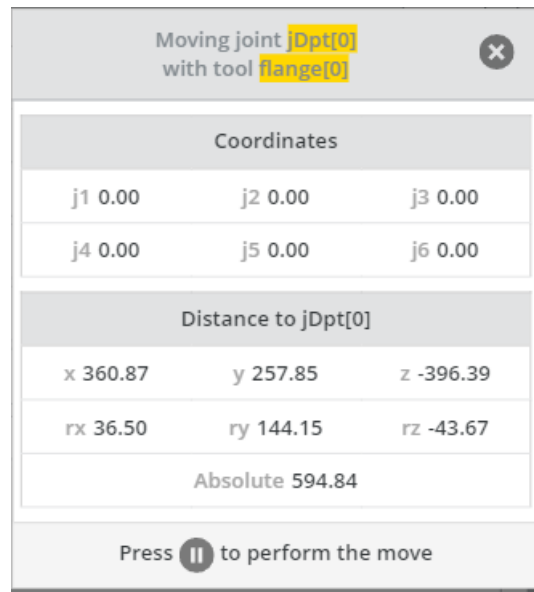 Moving joint jDpt[0]
with tool flange[0]
Coordinates
j1 0.00 j2 0.00 j3 0.00
j4 0.00 j5 0.00 j6 0.00
Distance to jDpt[0]
x 360.87 y 257.85 z -396.39
rx 36.50 ry 144.15 rz -43.67
Absolute 594.84
Press to perform the move